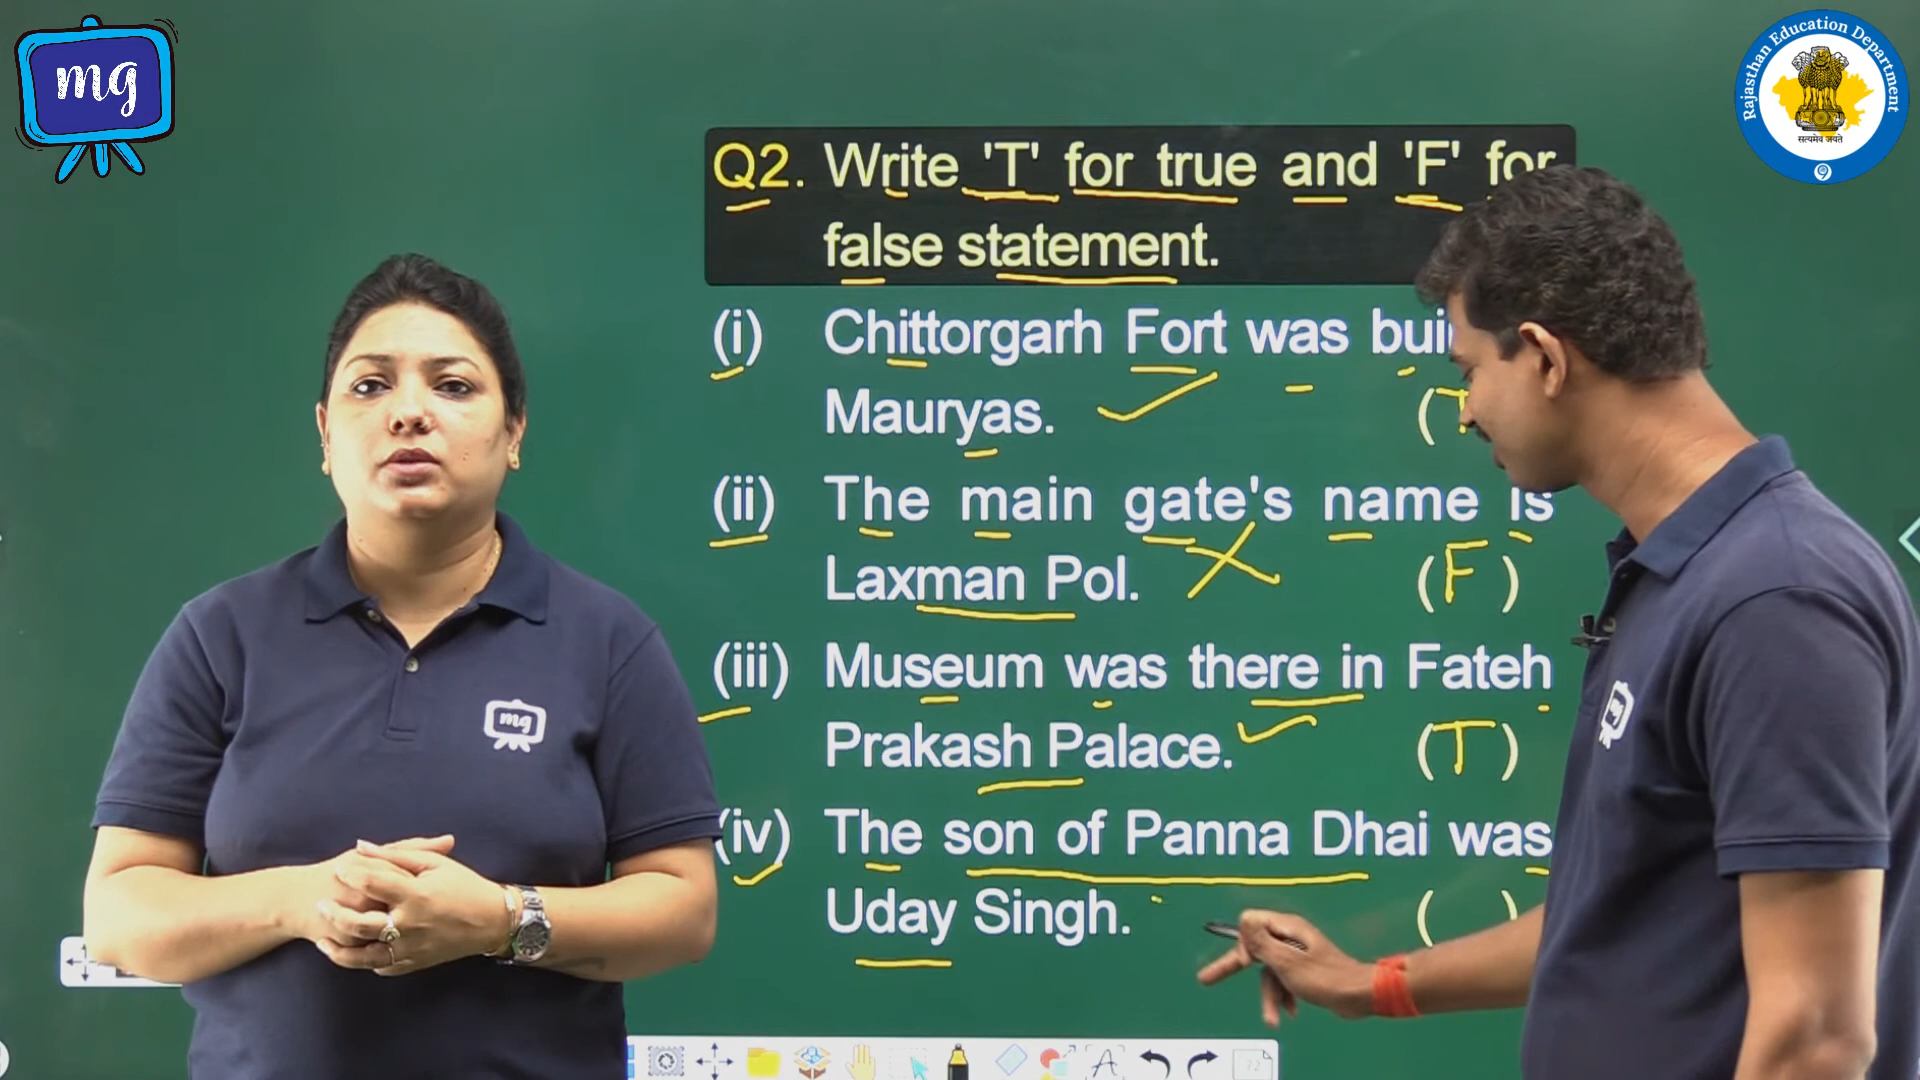 mg
Rajasthan Education Department
सत्यमेव जयते
Q2. Write 'T' for true and 'F' for
false statement.
(i) Chittorgarh Fort was
Mauryas. (T
(ii) The main gate's name is
Laxman Pol. (F)
(iii) Museum was there in Fateh
Prakash Palace. (T)
(iv) The son of Panna Dhai was
Uday Singh. ( )
mg
mg
A
72